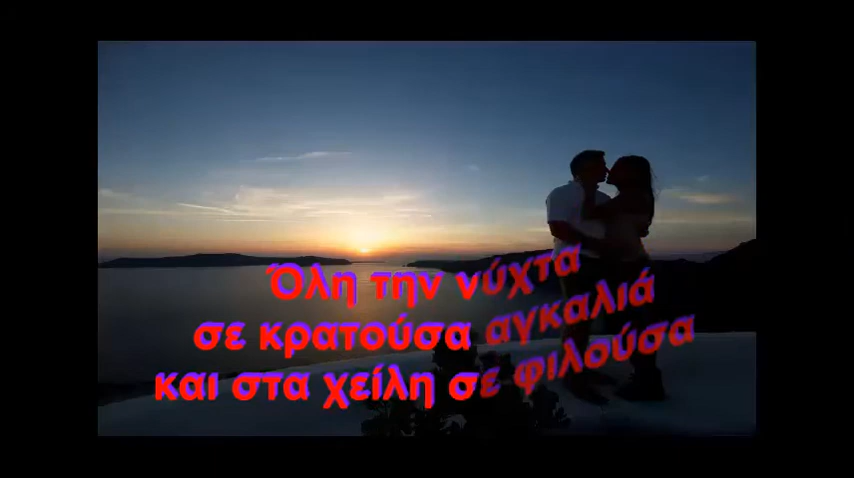 Όλη την νύχτα
σε κρατούσα αγκαλιά
και στα χείλη σε φιλούσα